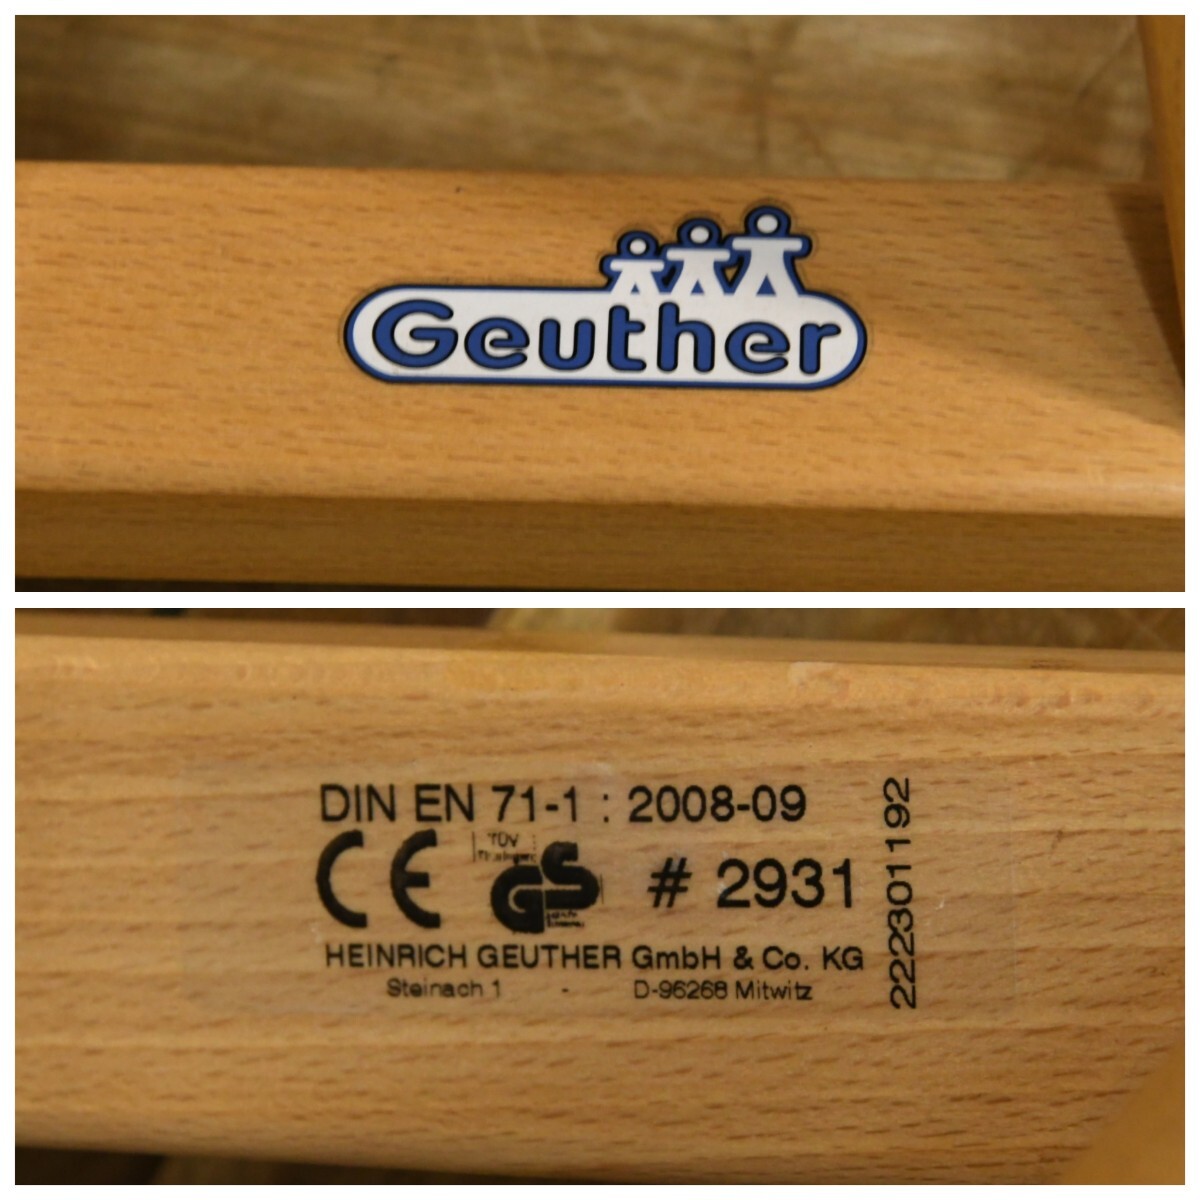 Geuther
DIN EN 71-1 : 2008-09
CE TÜV
GS # 2931
HEINRICH GEUTHER GmbH & Co. KG
Steinach 1 - D-96268 Mitwitz
222301192